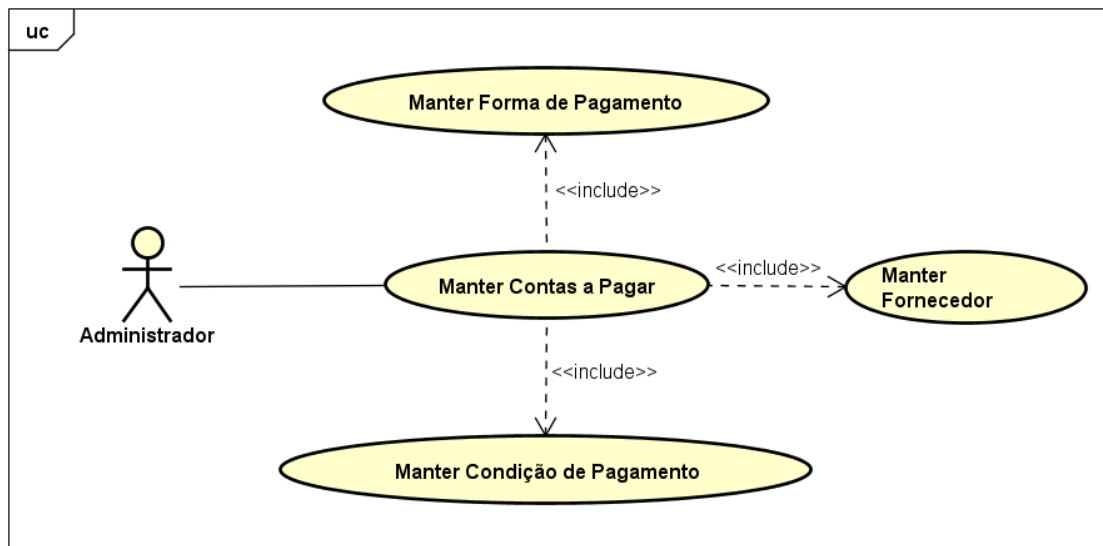 uc
Manter Forma de Pagamento
<<include>>
Manter Contas a Pagar
<<include>>
Manter
Fornecedor
Administrador
<<include>>
Manter Condição de Pagamento